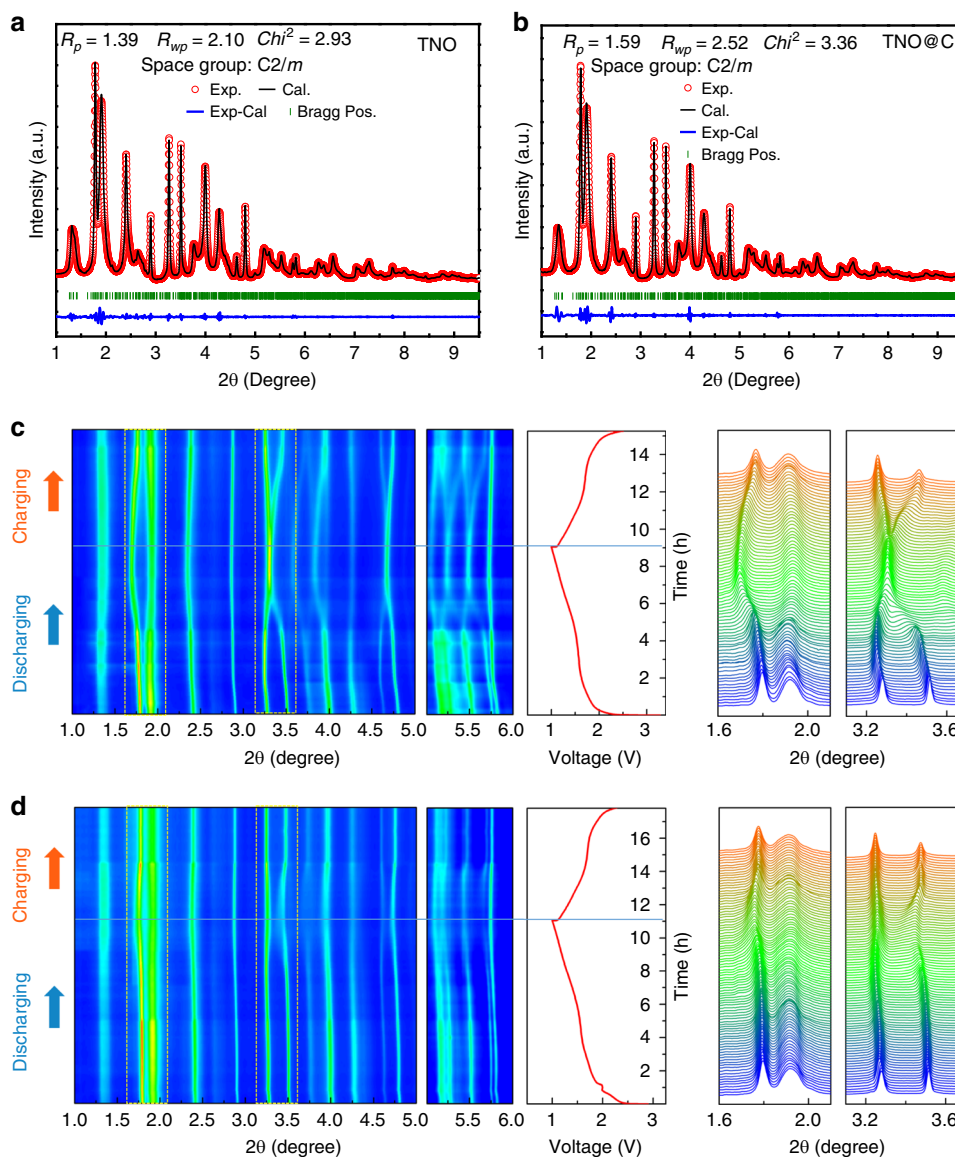 a
R_p = 1.39 R_wp = 2.10 Chi² = 2.93 TNO
Space group: C2/m
Exp. Cal.
Exp-Cal Bragg Pos.
Intensity (a.u.)
1 2 3 4 5 6 7 8 9
2θ (Degree)
b
R_p = 1.59 R_wp = 2.52 Chi² = 3.36 TNO@C
Space group: C2/m
Exp.
Cal.
Exp-Cal
Bragg Pos.
Intensity (a.u.)
1 2 3 4 5 6 7 8 9
2θ (Degree)
c
Charging
Discharging
1.0 1.5 2.0 2.5 3.0 3.5 4.0 4.5 5.0
2θ (degree)
5.0 5.5 6.0
14
12
10
8
6
4
2
Time (h)
1 2 3
Voltage (V)
1.6 2.0
3.2 3.6
2θ (degree)
d
Charging
Discharging
1.0 1.5 2.0 2.5 3.0 3.5 4.0 4.5 5.0
2θ (degree)
5.0 5.5 6.0
16
14
12
10
8
6
4
2
0
Time (h)
1 2 3
Voltage (V)
1.6 2.0
3.2 3.6
2θ (degree)